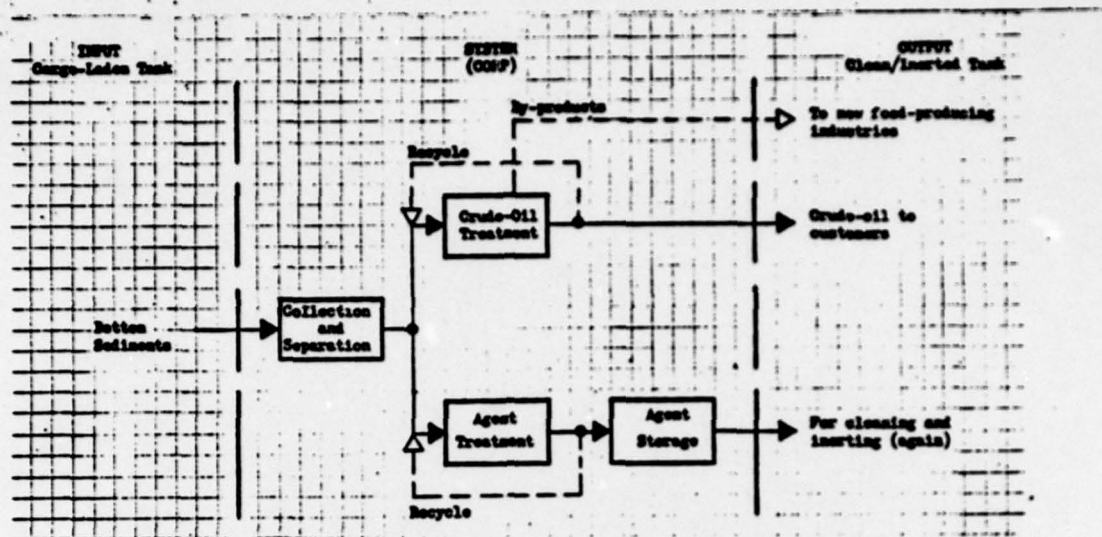 INPUT
Cargo-Laden Tank
SYSTEM
(CORP)
OUTPUT
Clean/Inerted Tank
By-products
To new food-producing
industries
Recycle
Crude-Oil
Treatment
Crude-oil to
customers
Bottom
Sediments
Collection
and
Separation
Agent
Treatment
Agent
Storage
For cleaning and
inerting (again)
Recycle